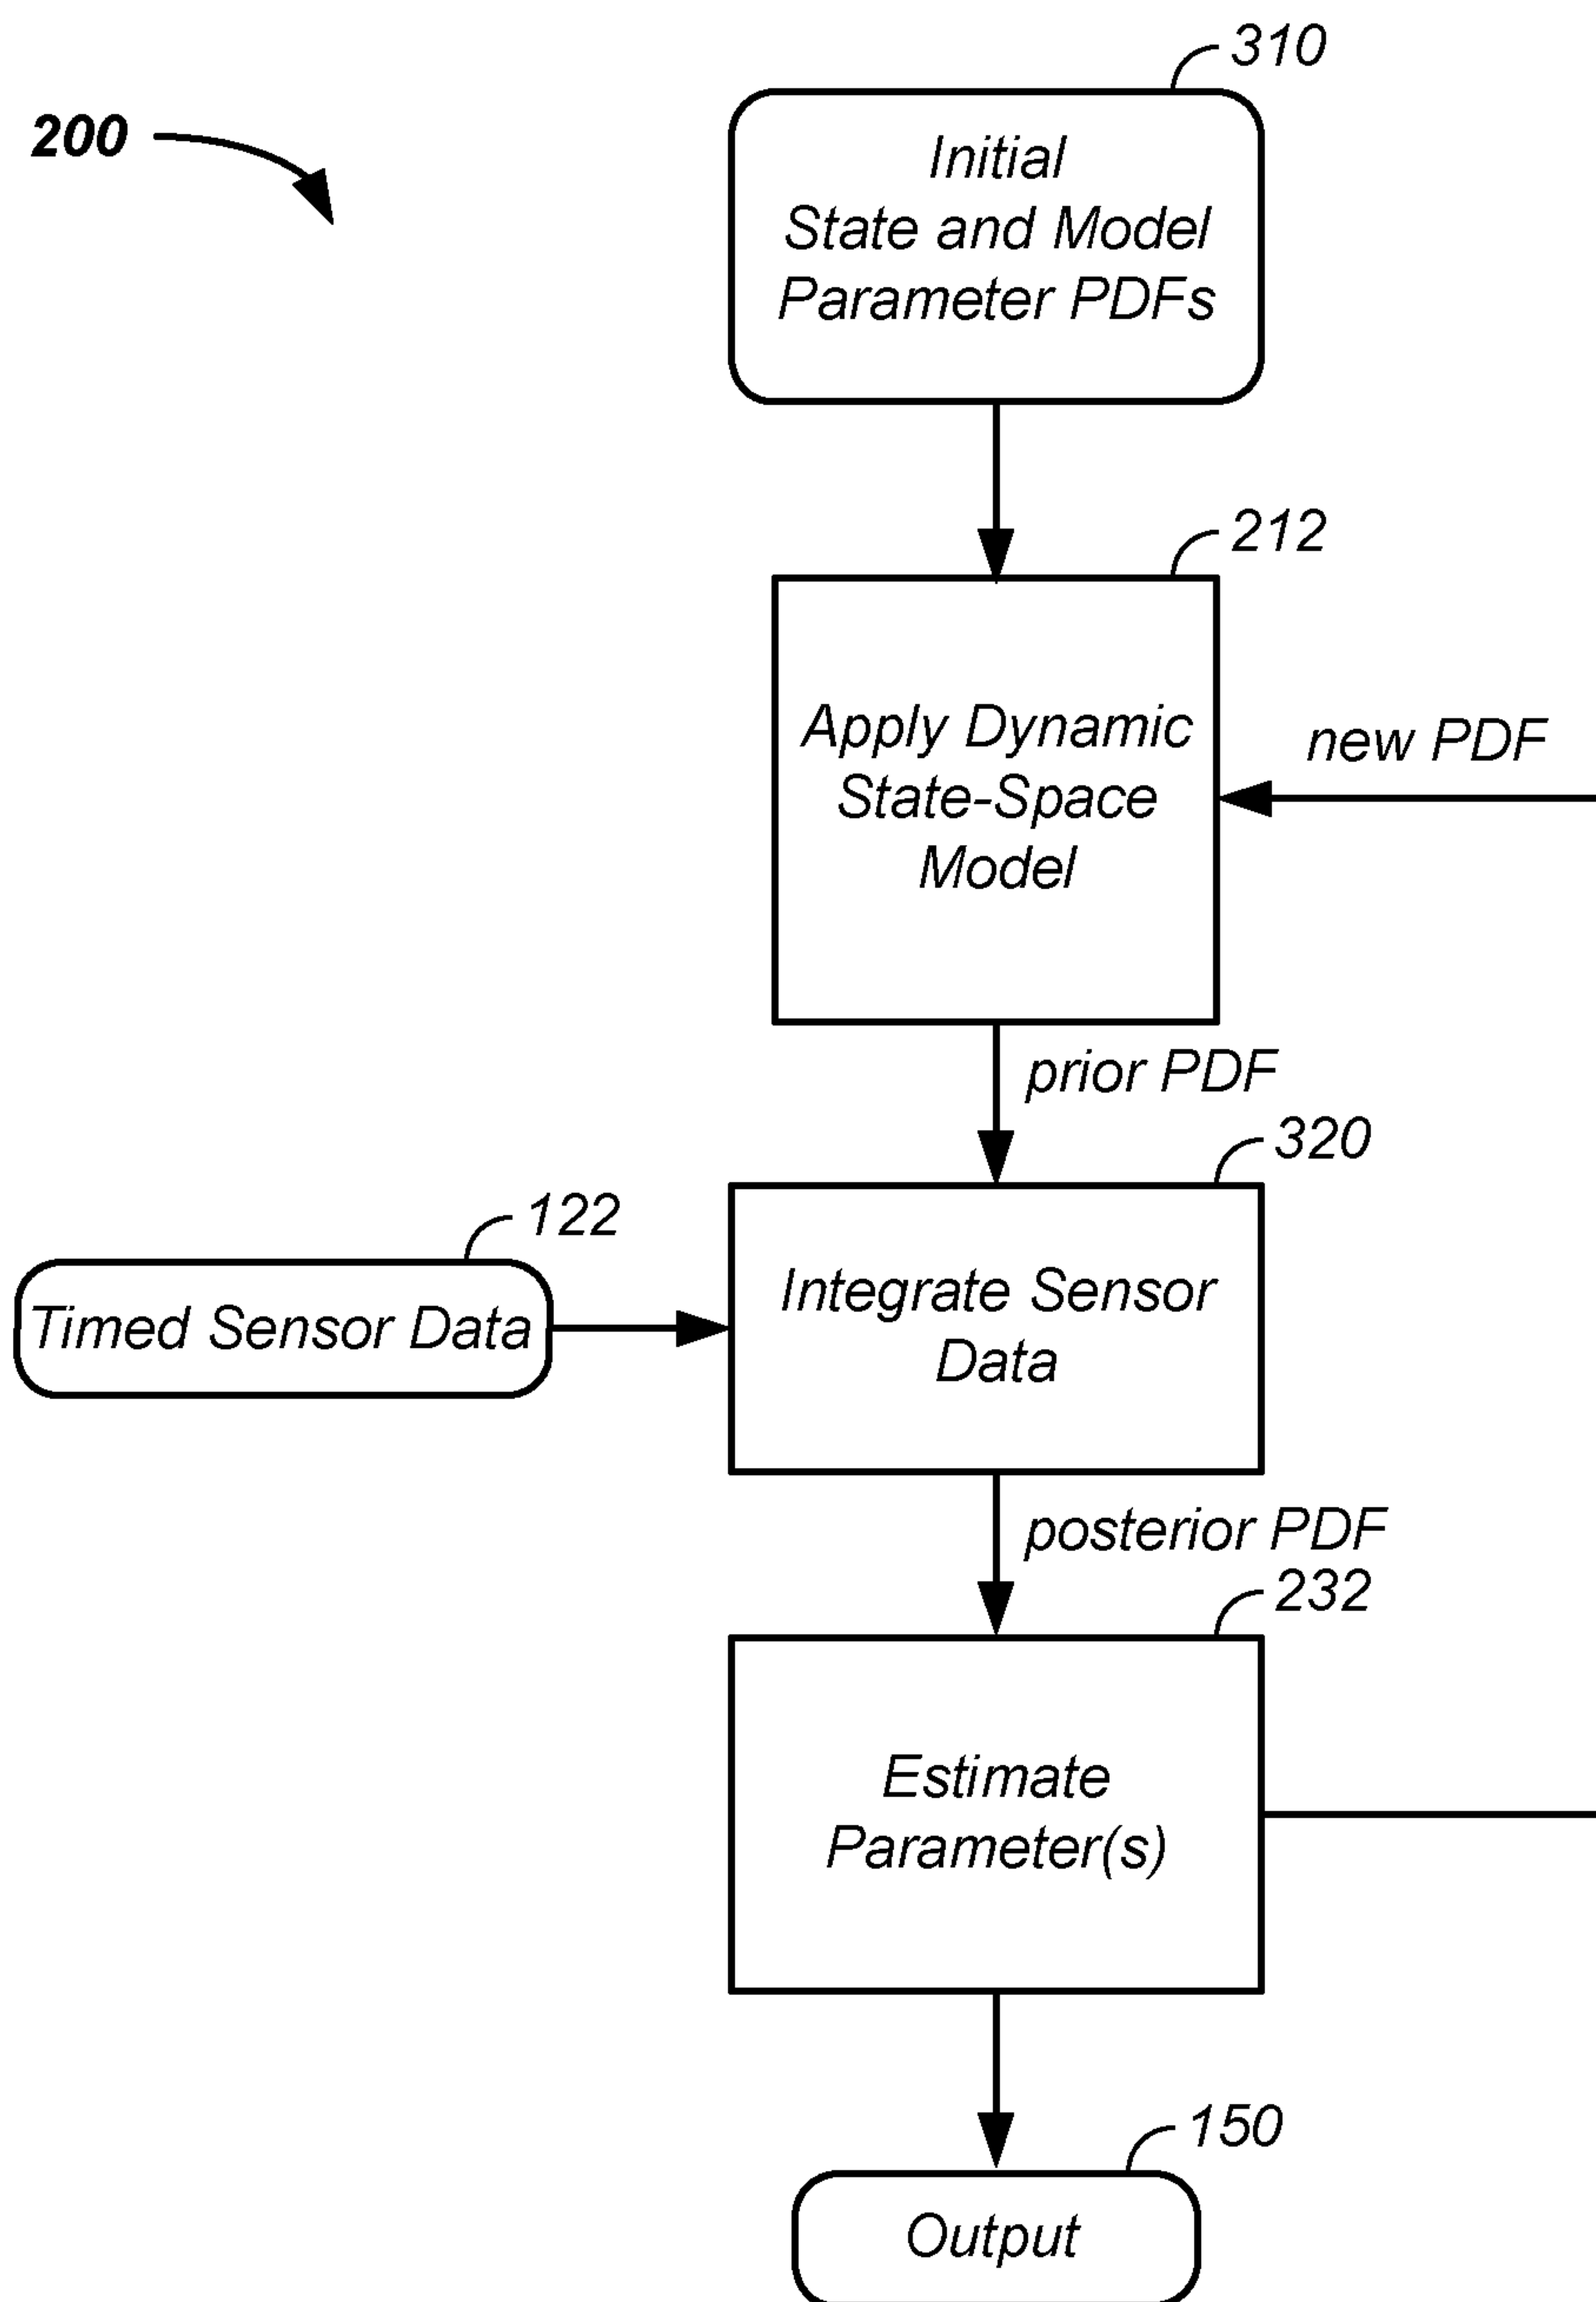 310
200
Initial
State and Model
Parameter PDFs
212
Apply Dynamic
State-Space
Model
new PDF
prior PDF
320
122
Timed Sensor Data
Integrate Sensor
Data
posterior PDF
232
Estimate
Parameter(s)
150
Output